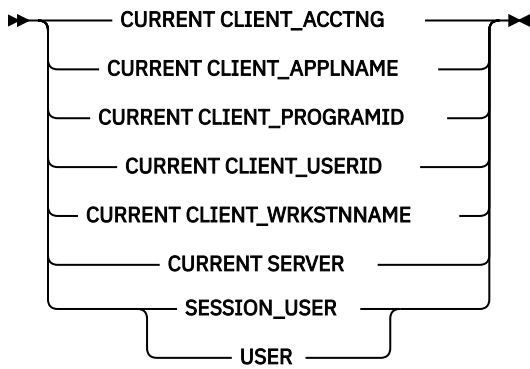 CURRENT CLIENT_ACCTNG
CURRENT CLIENT_APPLNAME
CURRENT CLIENT_PROGRAMID
CURRENT CLIENT_USERID
CURRENT CLIENT_WRKSTNNAME
CURRENT SERVER
SESSION_USER
USER